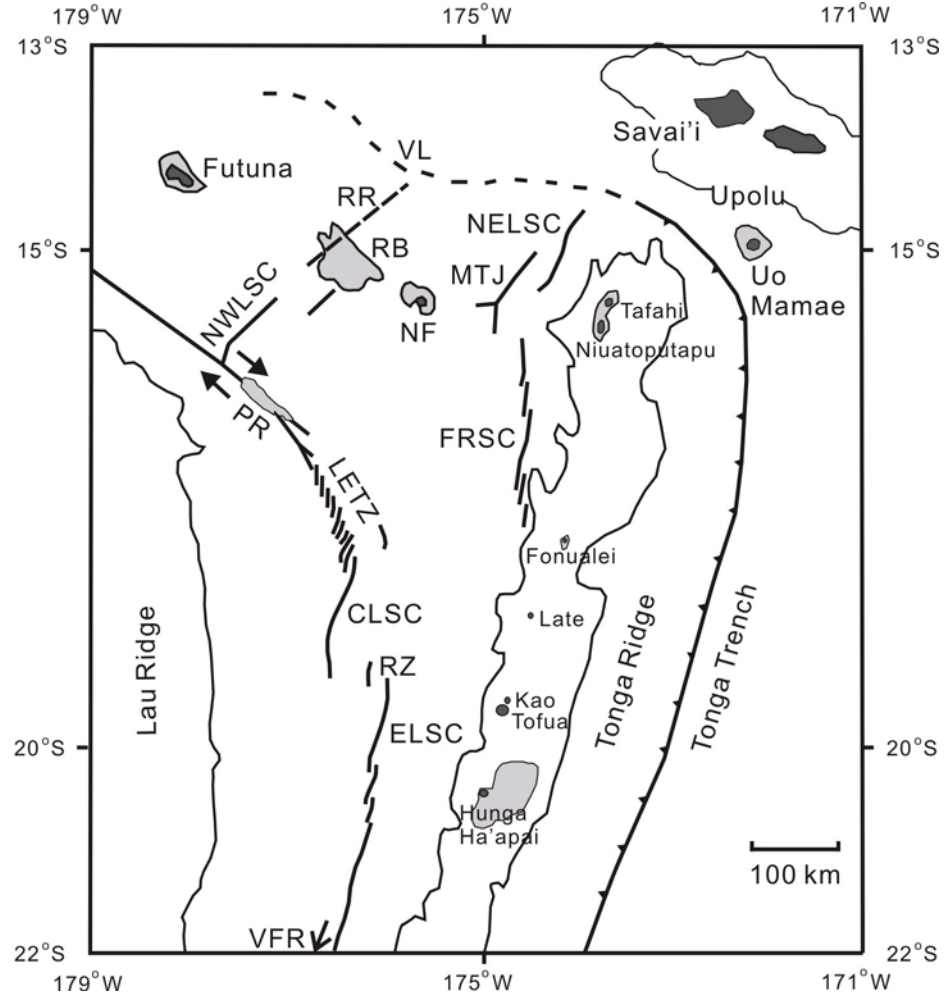 179°W
175°W
171°W
13°S
13°S
Savai'i
VL
Futuna
RR
Upolu
NELSC
RB
15°S
15°S
MTJ
Uo
Mamae
NWLSC
Tafahi
NF
Niuatoputapu
PR
FRSC
LETZ
Fonualei
CLSC
Late
Lau Ridge
Tonga Ridge
Tonga Trench
RZ
Kao
Tofua
ELSC
20°S
20°S
Hunga
Ha'apai
100 km
VFR
22°S
22°S
179°W
175°W
171°W